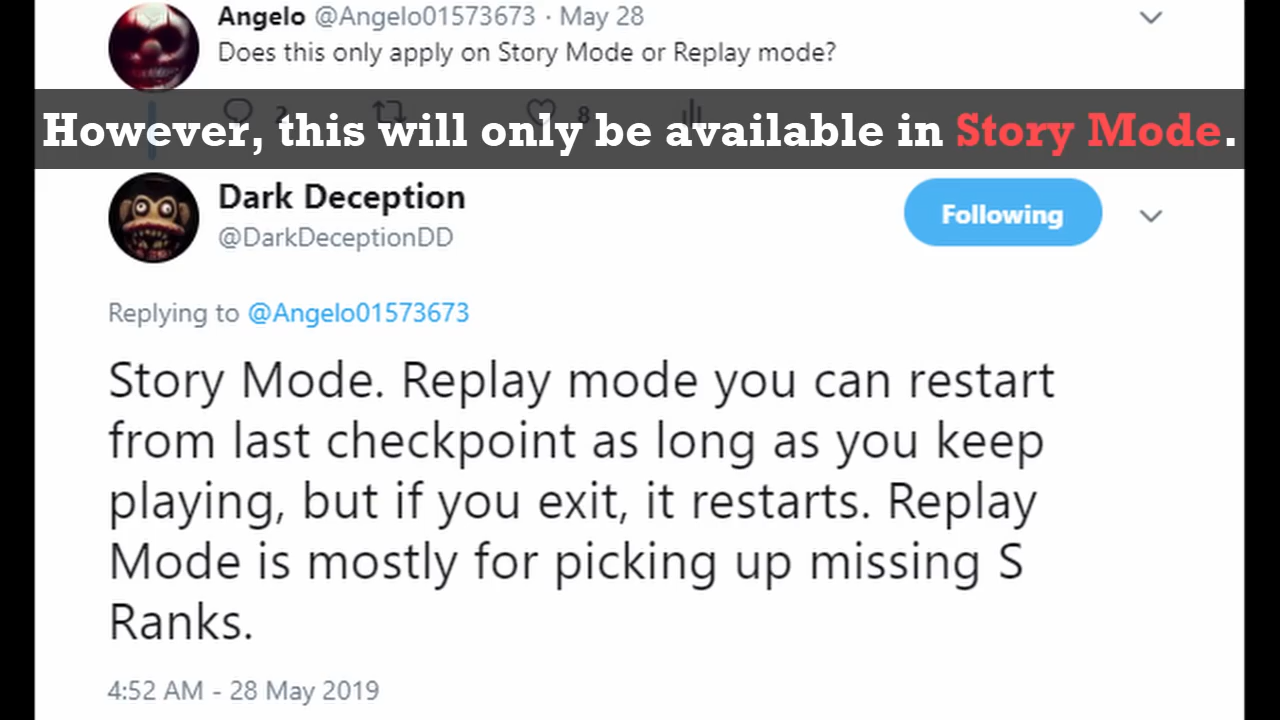 Angelo @Angelo01573673 · May 28
Does this only apply on Story Mode or Replay mode?
2 8
However, this will only be available in Story Mode.
Dark Deception
@DarkDeceptionDD
Following
Replying to @Angelo01573673
Story Mode. Replay mode you can restart
from last checkpoint as long as you keep
playing, but if you exit, it restarts. Replay
Mode is mostly for picking up missing S
Ranks.
4:52 AM - 28 May 2019